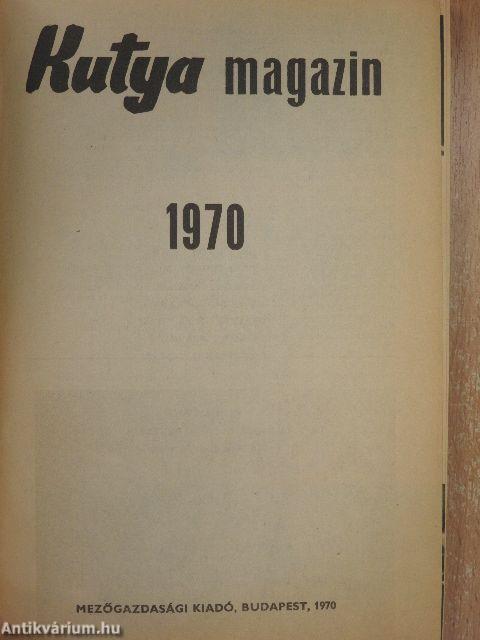 Kutya magazin
1970
MEZŐGAZDASÁGI KIADÓ, BUDAPEST, 1970
Antikvárium.hu